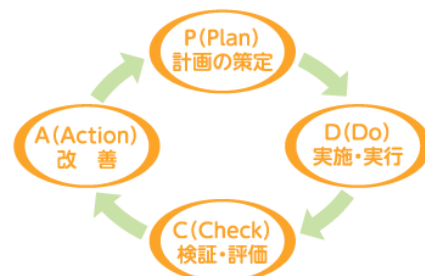 P(Plan)
計画の策定
D(Do)
実施・実行
C(Check)
検証・評価
A(Action)
改　善